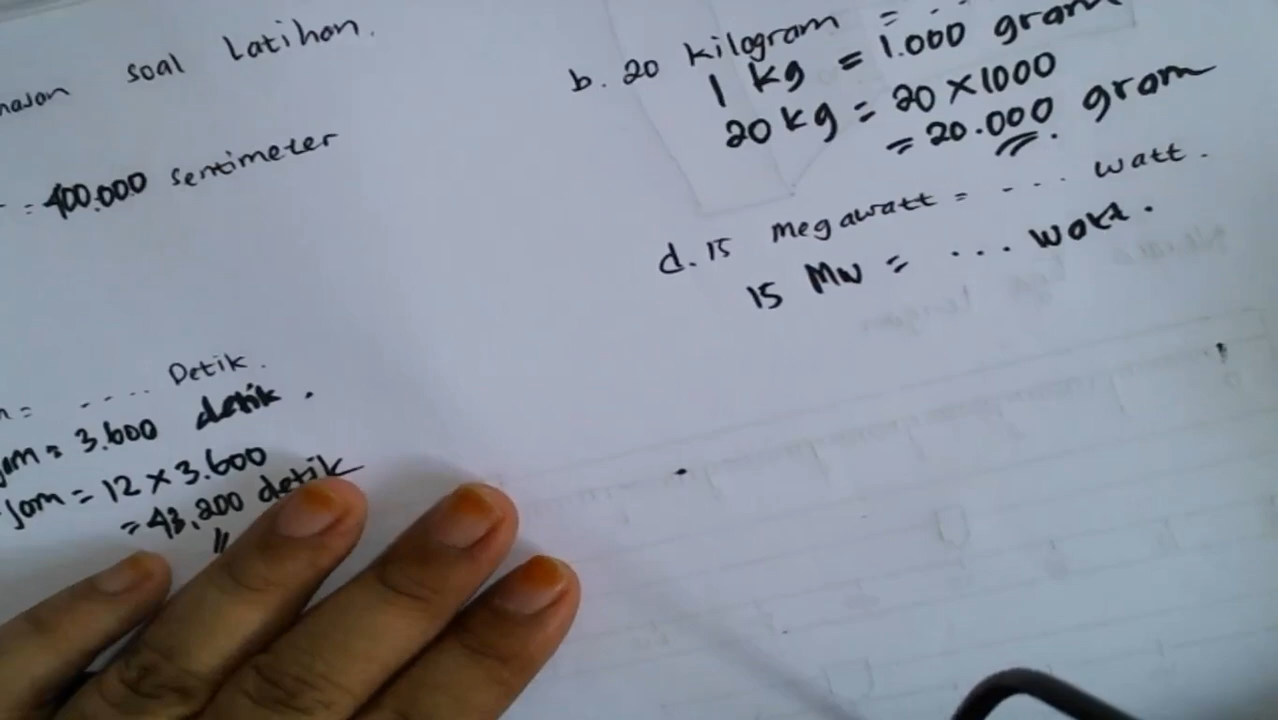 soal Latihan.
= 400.000 sentimeter
= .... Detik.
= 3.600 detik.
jam = 12 × 3.600
= 43,200 detik
b. 20 kilogram = ..
1 kg = 1.000 gram
20 kg = 20 × 1000
= 20.000 gram
d. 15 megawatt = .... watt.
15 MW = ... watt.